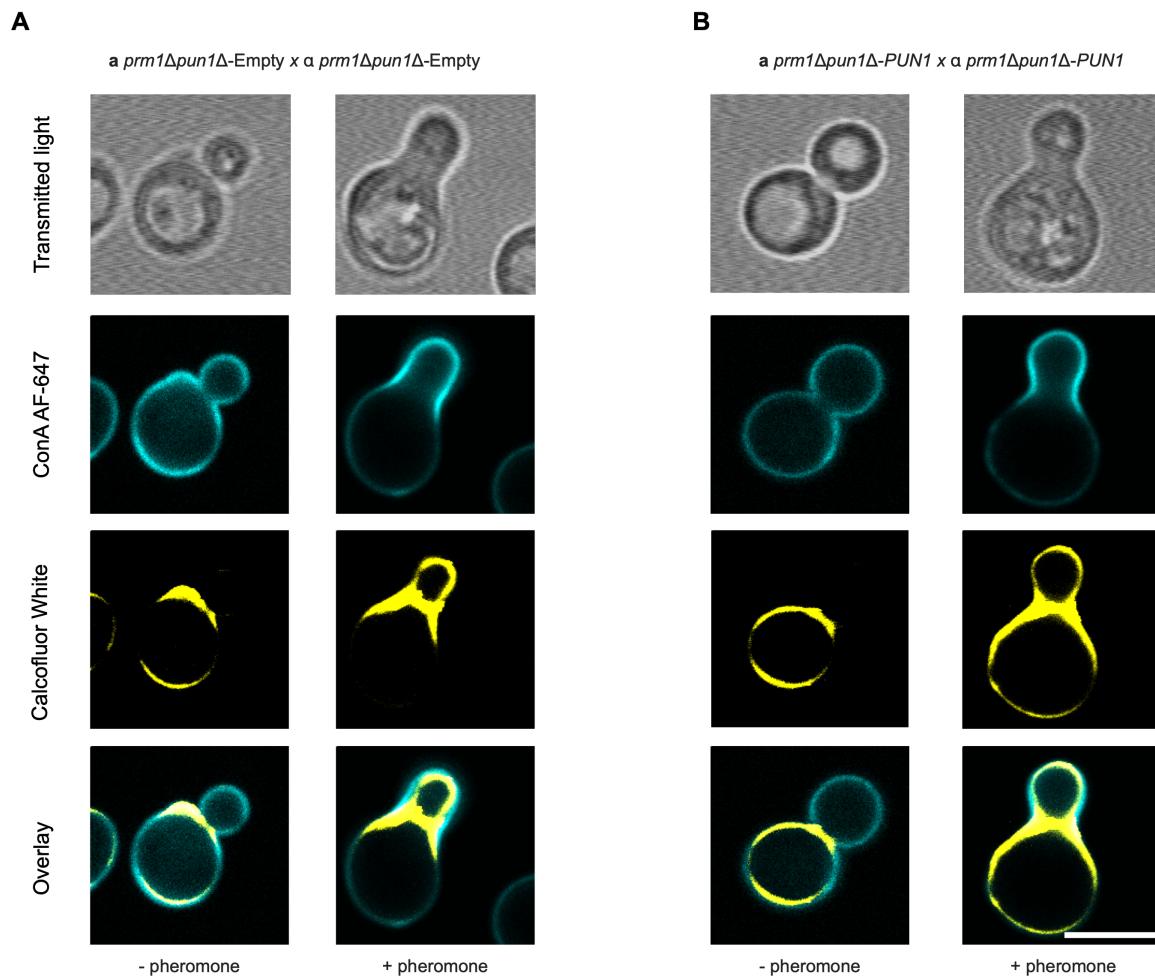 A
B
a prm1Δpun1Δ-Empty x α prm1Δpun1Δ-Empty
a prm1Δpun1Δ-PUN1 x α prm1Δpun1Δ-PUN1
Transmitted light
ConA AF-647
Calcofluor White
Overlay
- pheromone
+ pheromone
- pheromone
+ pheromone